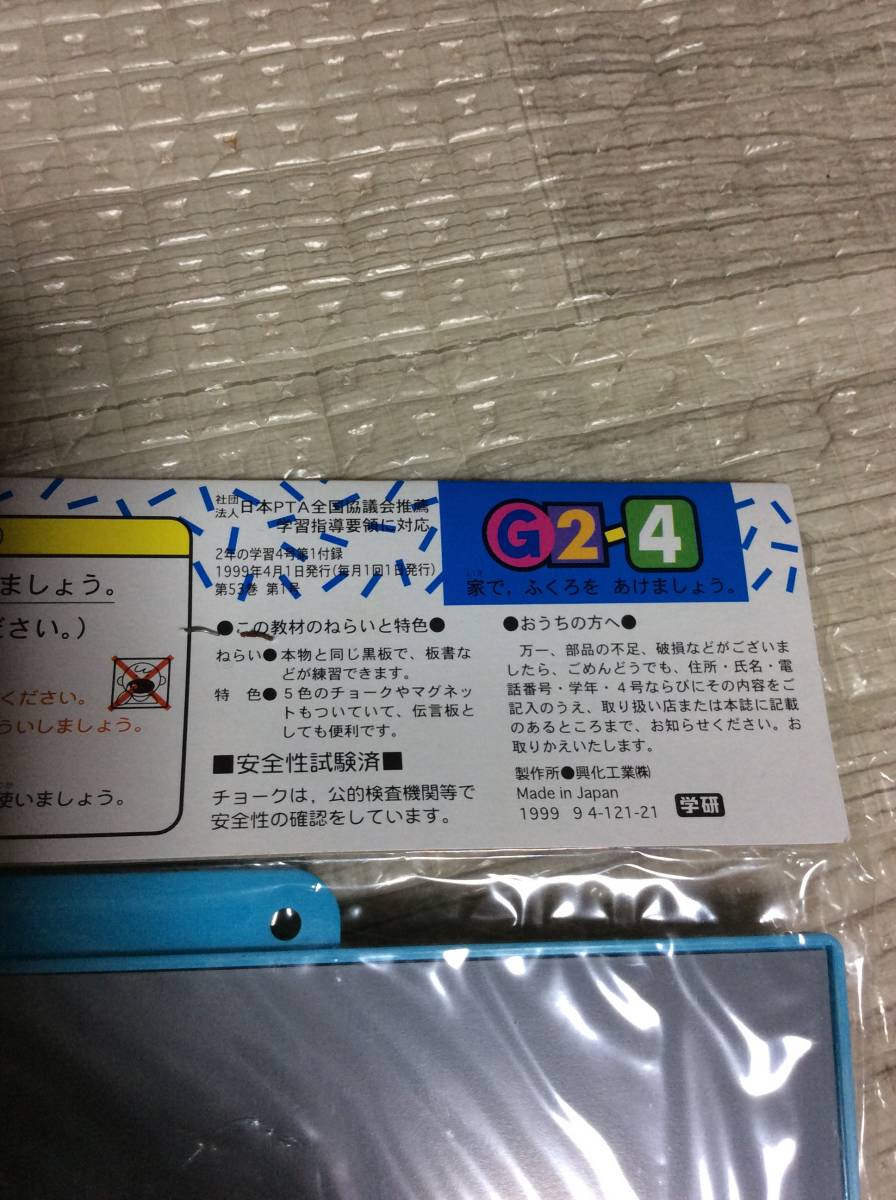 ましょう。
ださい。)
ください。
ういしましょう。
使いましょう。
社団
法人日本PTA全国協議会推薦
学習指導要領に対応
2年の学習4号第1付録
1999年4月1日発行(毎月1回1日発行)
第53巻 第1号
●この教材のねらいと特色●
ねらい●本物と同じ黒板で、板書な
どが練習できます。
特 色●5色のチョークやマグネッ
トもついていて、伝言板と
しても便利です。
■安全性試験済■
チョークは,公的検査機関等で
安全性の確認をしています。
G2-4
いえ
家で,ふくろを あけましょう。
●おうちの方へ●
万一、部品の不足、破損などがございま
したら、ごめんどうでも、住所・氏名・電
話番号・学年・4号ならびにその内容をご
記入のうえ、取り扱い店または本誌に記載
のあるところまで、お知らせください。お
取りかえいたします。
製作所●興化工業㈱
Made in Japan
1999 9 4-121-21 学研